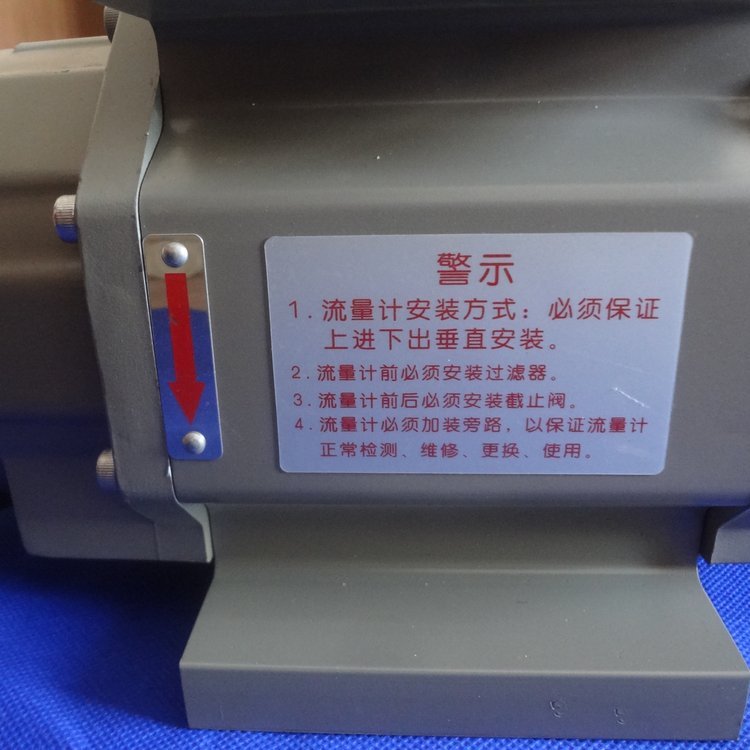 警示
1.流量计安装方式：必须保证
上进下出垂直安装。
2.流量计前必须安装过滤器。
3.流量计前后必须安装截止阀。
4.流量计必须加装旁路，以保证流量计
正常检测、维修、更换、使用。